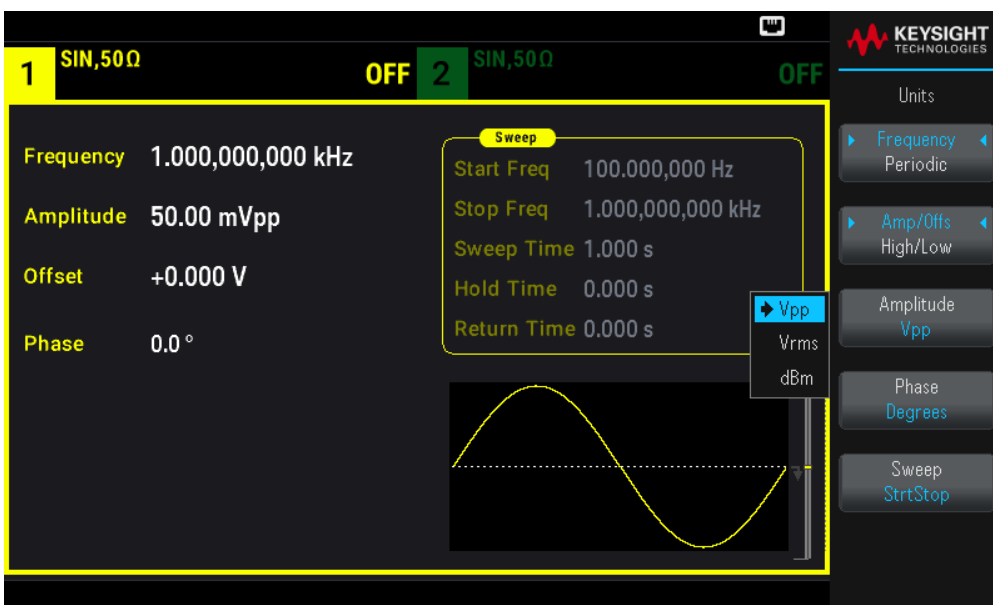 KEYSIGHT
TECHNOLOGIES
1 SIN,50Ω OFF
2 SIN,50Ω OFF
Frequency 1.000,000,000 kHz
Amplitude 50.00 mVpp
Offset +0.000 V
Phase 0.0 °
Sweep
Start Freq 100.000,000 Hz
Stop Freq 1.000,000,000 kHz
Sweep Time 1.000 s
Hold Time 0.000 s
Return Time 0.000 s
Vpp
Vrms
dBm
Units
Frequency
Periodic
Amp/Offs
High/Low
Amplitude
Vpp
Phase
Degrees
Sweep
StrtStop